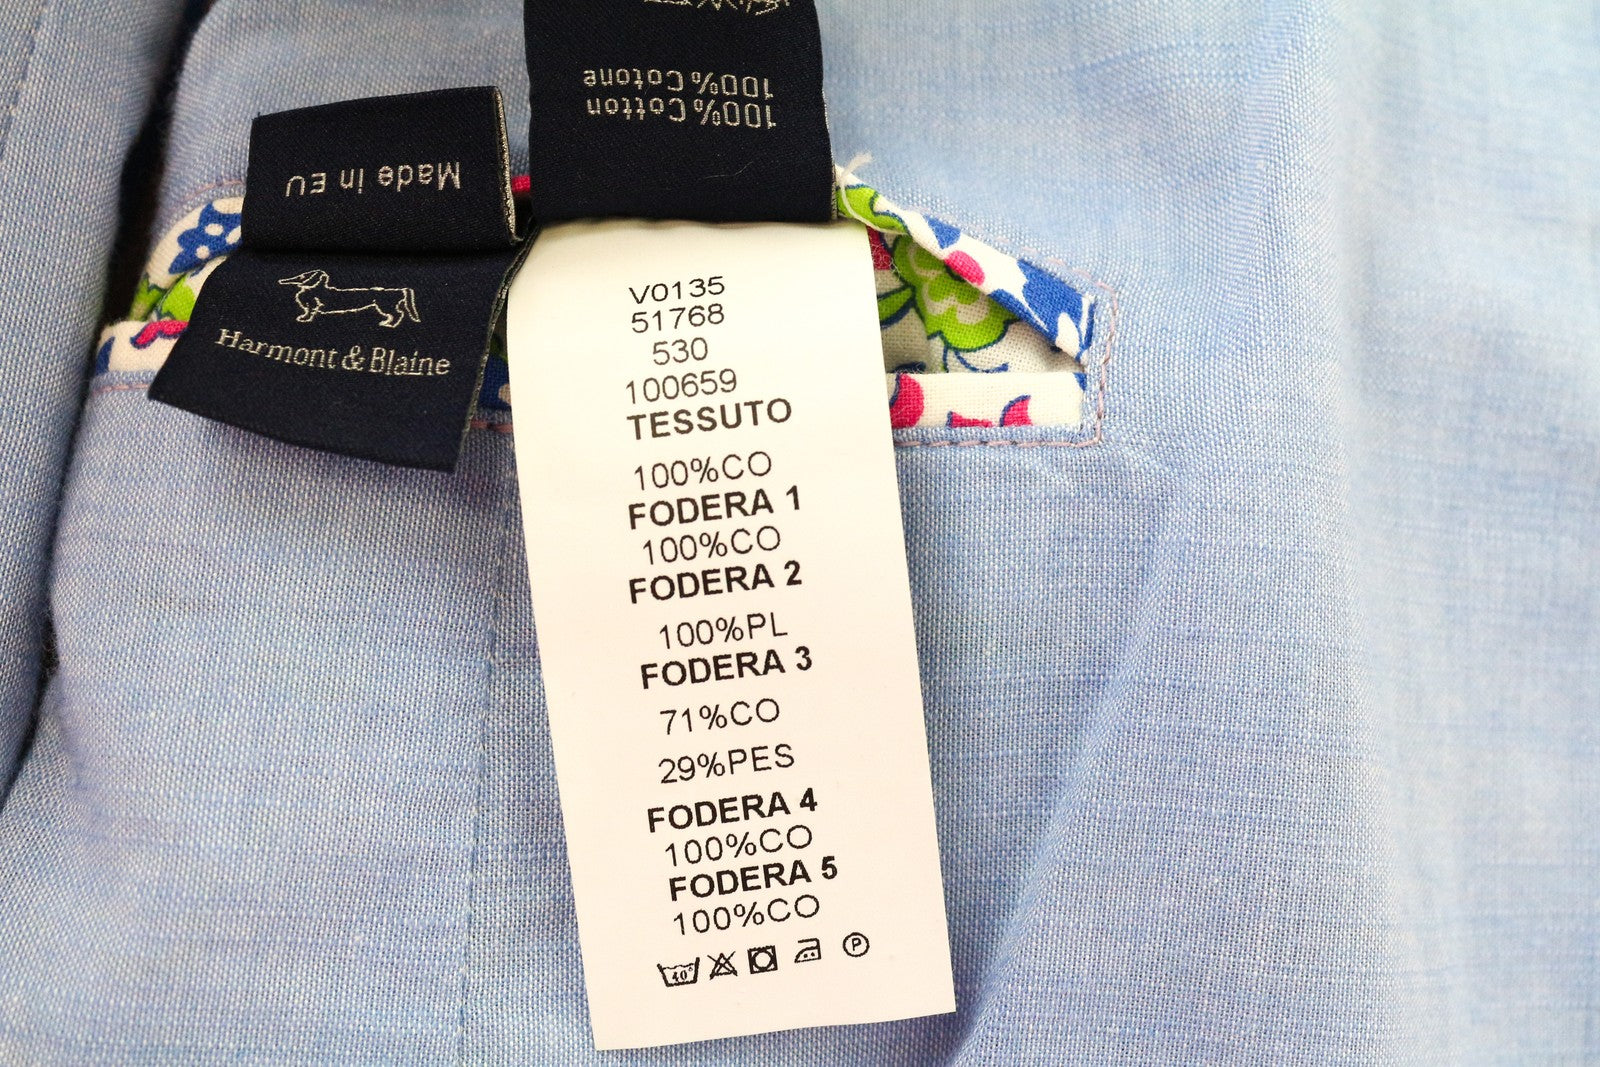 100% Cotone
100% Cotton
Made in EU
Harmont & Blaine
V0135
51768
530
100659
TESSUTO
100%CO
FODERA 1
100%CO
FODERA 2
100%PL
FODERA 3
71%CO
29%PES
FODERA 4
100%CO
FODERA 5
100%CO
40°
P